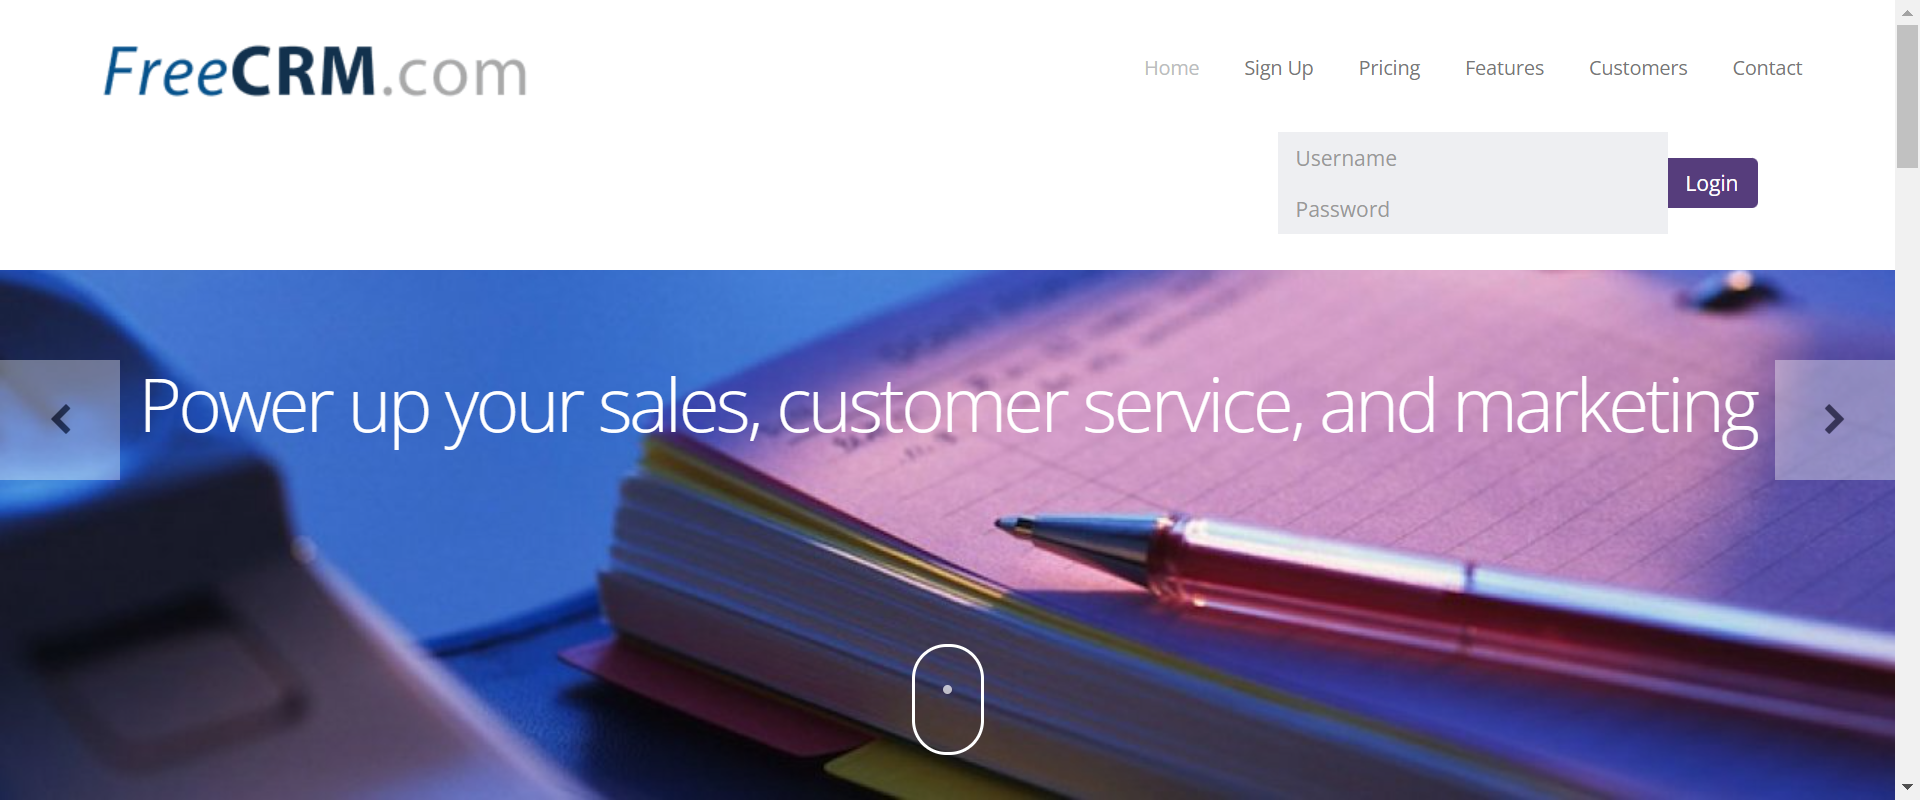 FreeCRM.com
Home Sign Up Pricing Features Customers Contact
Username
Password
Login
Power up your sales, customer service, and marketing